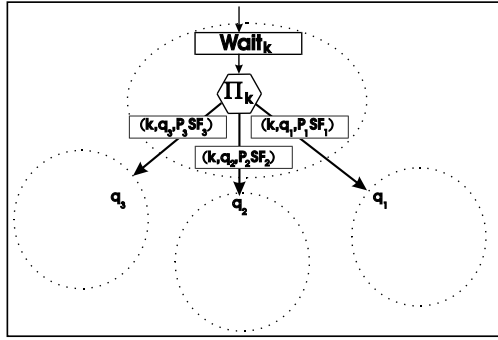 Wait_k
Π_k
(k,q_3,P_3 SF_3) (k,q_1,P_1 SF_1)
(k,q_2,P_2 SF_2)
q_3 q_2 q_1